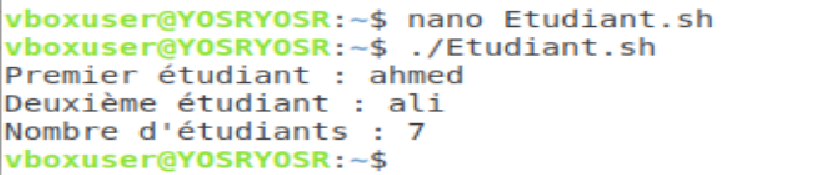 vboxuser@YOSRYOSR:~$ nano Etudiant.sh
vboxuser@YOSRYOSR:~$ ./Etudiant.sh
Premier étudiant : ahmed
Deuxième étudiant : ali
Nombre d'étudiants : 7
vboxuser@YOSRYOSR:~$